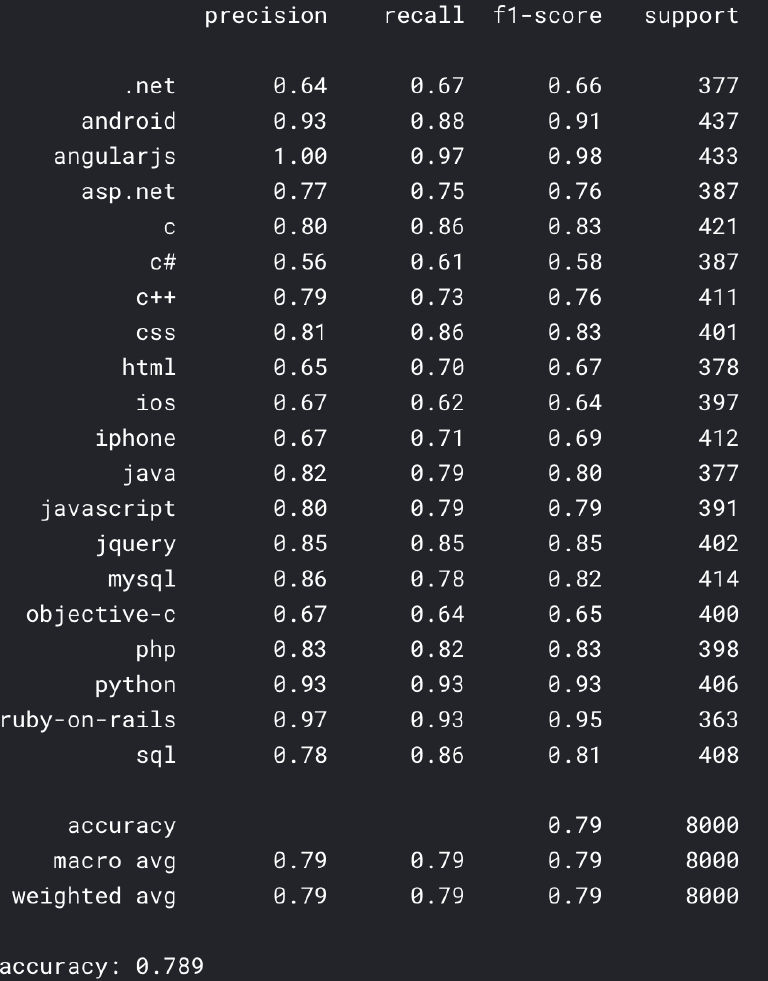 precision recall f1-score support
.net 0.64 0.67 0.66 377
android 0.93 0.88 0.91 437
angularjs 1.00 0.97 0.98 433
asp.net 0.77 0.75 0.76 387
c 0.80 0.86 0.83 421
c# 0.56 0.61 0.58 387
c++ 0.79 0.73 0.76 411
css 0.81 0.86 0.83 401
html 0.65 0.70 0.67 378
ios 0.67 0.62 0.64 397
iphone 0.67 0.71 0.69 412
java 0.82 0.79 0.80 377
javascript 0.80 0.79 0.79 391
jquery 0.85 0.85 0.85 402
mysql 0.86 0.78 0.82 414
objective-c 0.67 0.64 0.65 400
php 0.83 0.82 0.83 398
python 0.93 0.93 0.93 406
ruby-on-rails 0.97 0.93 0.95 363
sql 0.78 0.86 0.81 408
accuracy 0.79 8000
macro avg 0.79 0.79 0.79 8000
weighted avg 0.79 0.79 0.79 8000
accuracy: 0.789